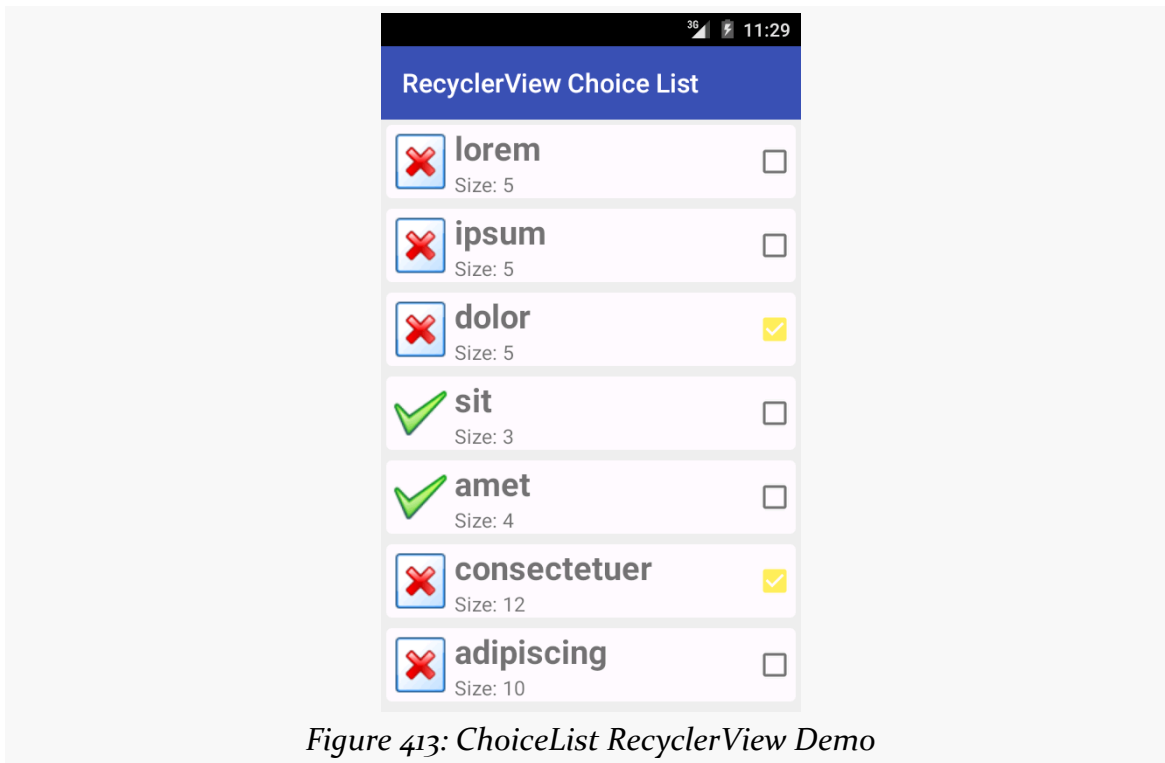 3G 11:29
RecyclerView Choice List
lorem
Size: 5
ipsum
Size: 5
dolor
Size: 5
sit
Size: 3
amet
Size: 4
consectetuer
Size: 12
adipiscing
Size: 10
Figure 413: ChoiceList RecyclerView Demo